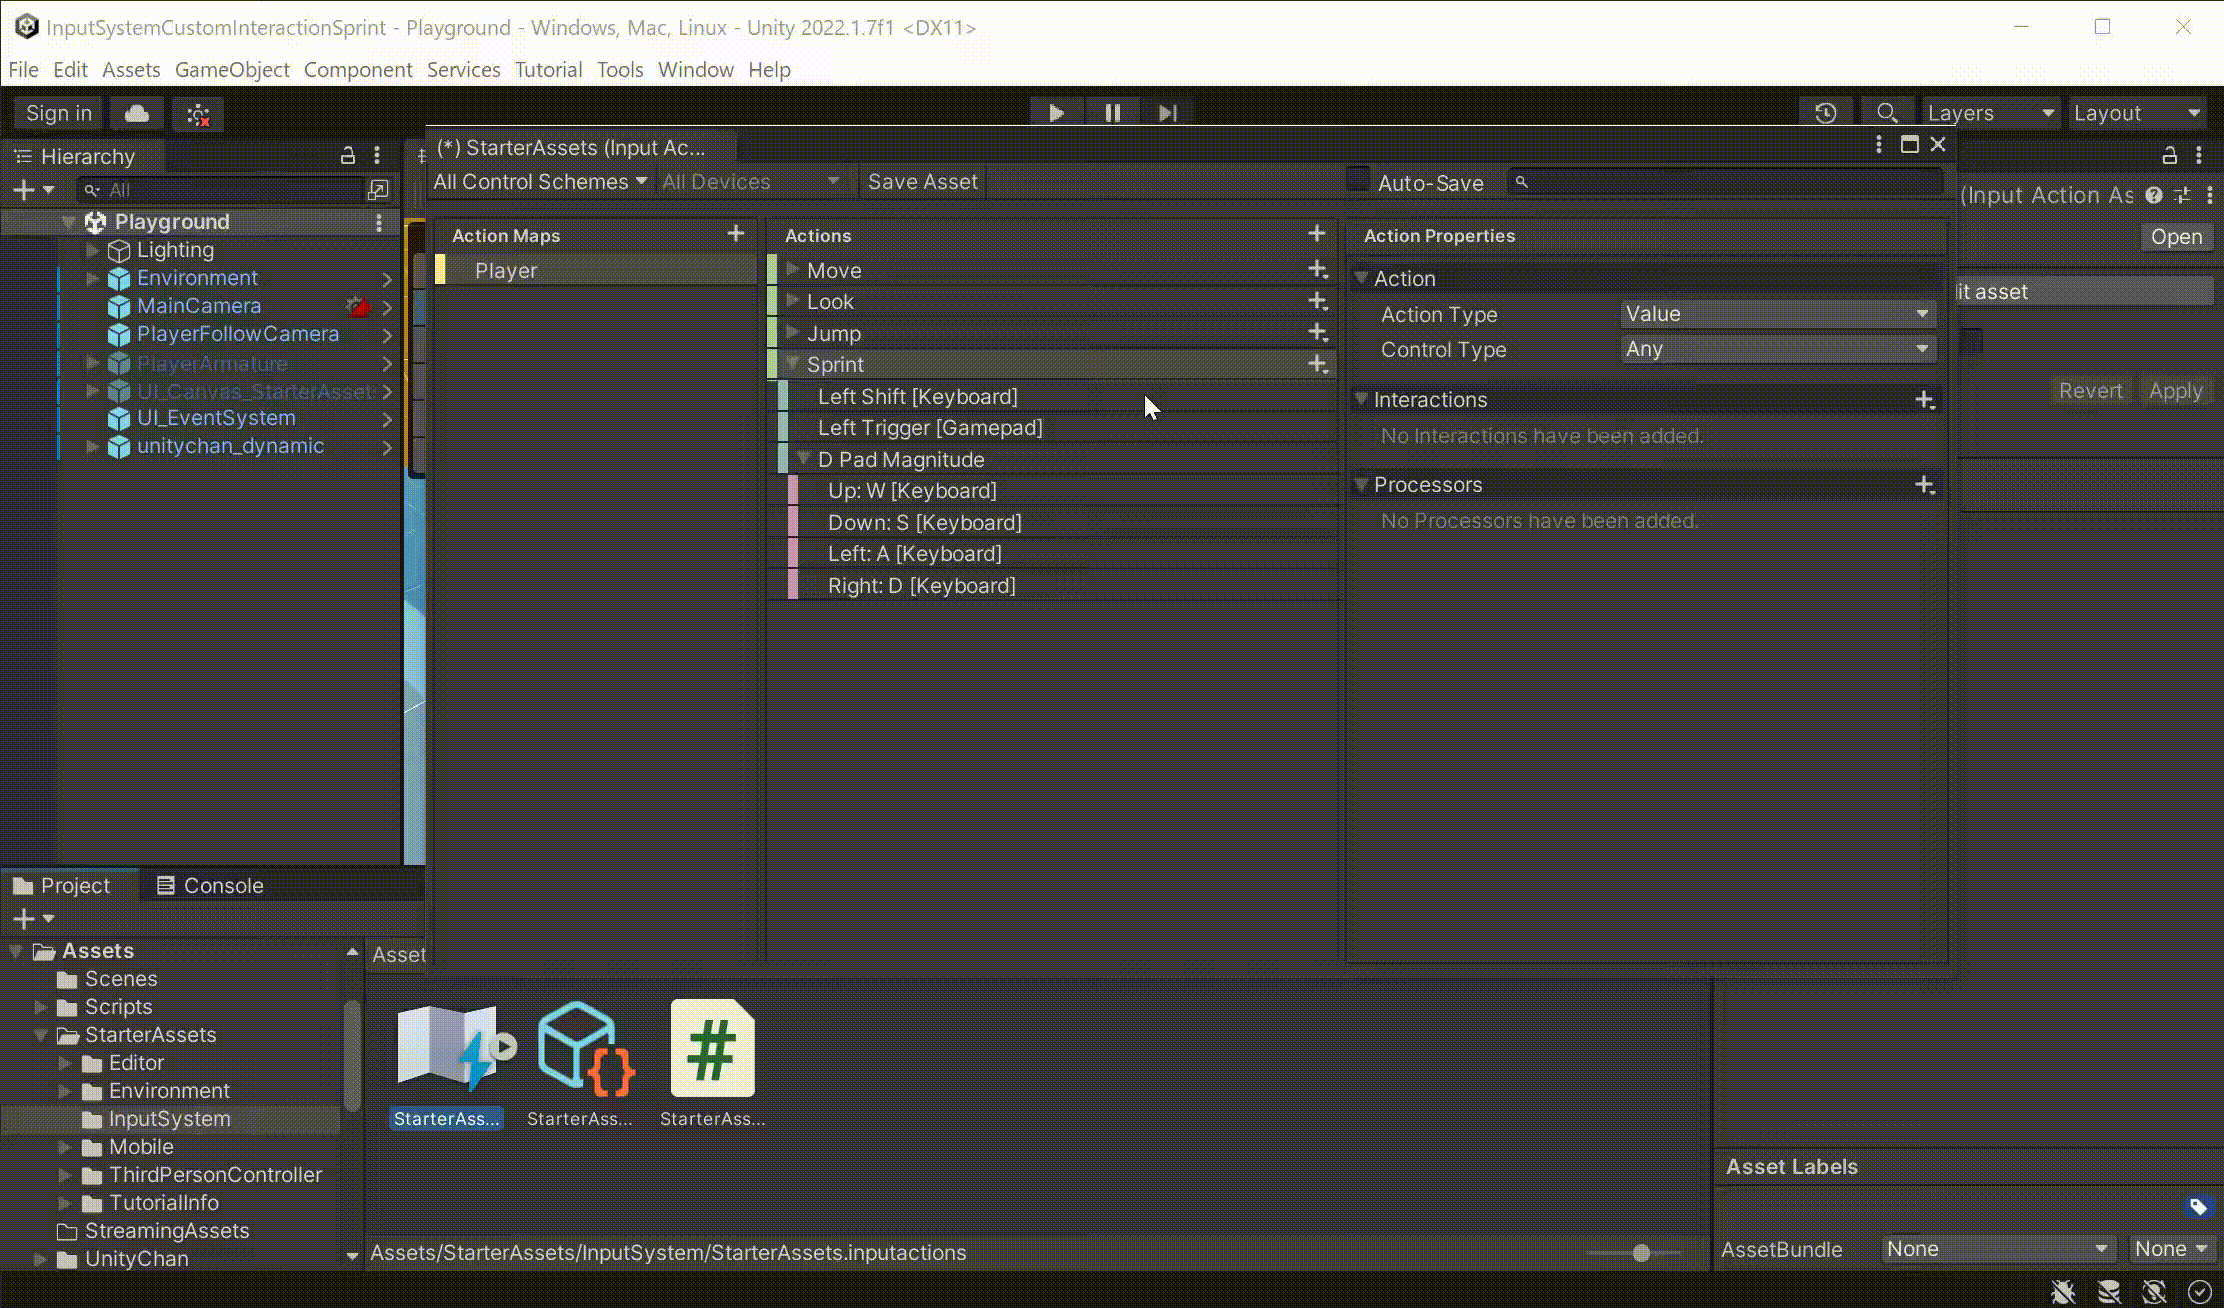 InputSystemCustomInteractionSprint - Playground - Windows, Mac, Linux - Unity 2022.1.7f1 <DX11>
File Edit Assets GameObject Component Services Tutorial Tools Window Help
Sign in
Layers
Layout
Hierarchy
All
Playground
Lighting
Environment
MainCamera
PlayerFollowCamera
PlayerArmature
UI_Canvas_StarterAsset
UI_EventSystem
unitychan_dynamic
(*) StarterAssets (Input Ac...
All Control Schemes
All Devices
Save Asset
Auto-Save
Action Maps
Player
Actions
Move
Look
Jump
Sprint
Left Shift [Keyboard]
Left Trigger [Gamepad]
D Pad Magnitude
Up: W [Keyboard]
Down: S [Keyboard]
Left: A [Keyboard]
Right: D [Keyboard]
Action Properties
Action
Action Type
Value
Control Type
Any
Interactions
No Interactions have been added.
Processors
No Processors have been added.
(Input Action As
Open
it asset
Revert
Apply
Project
Console
Assets
Scenes
Scripts
StarterAssets
Editor
Environment
InputSystem
Mobile
ThirdPersonController
TutorialInfo
StreamingAssets
UnityChan
Asset
StarterAss...
StarterAss...
StarterAss...
Assets/StarterAssets/InputSystem/StarterAssets.inputactions
Asset Labels
AssetBundle
None
None